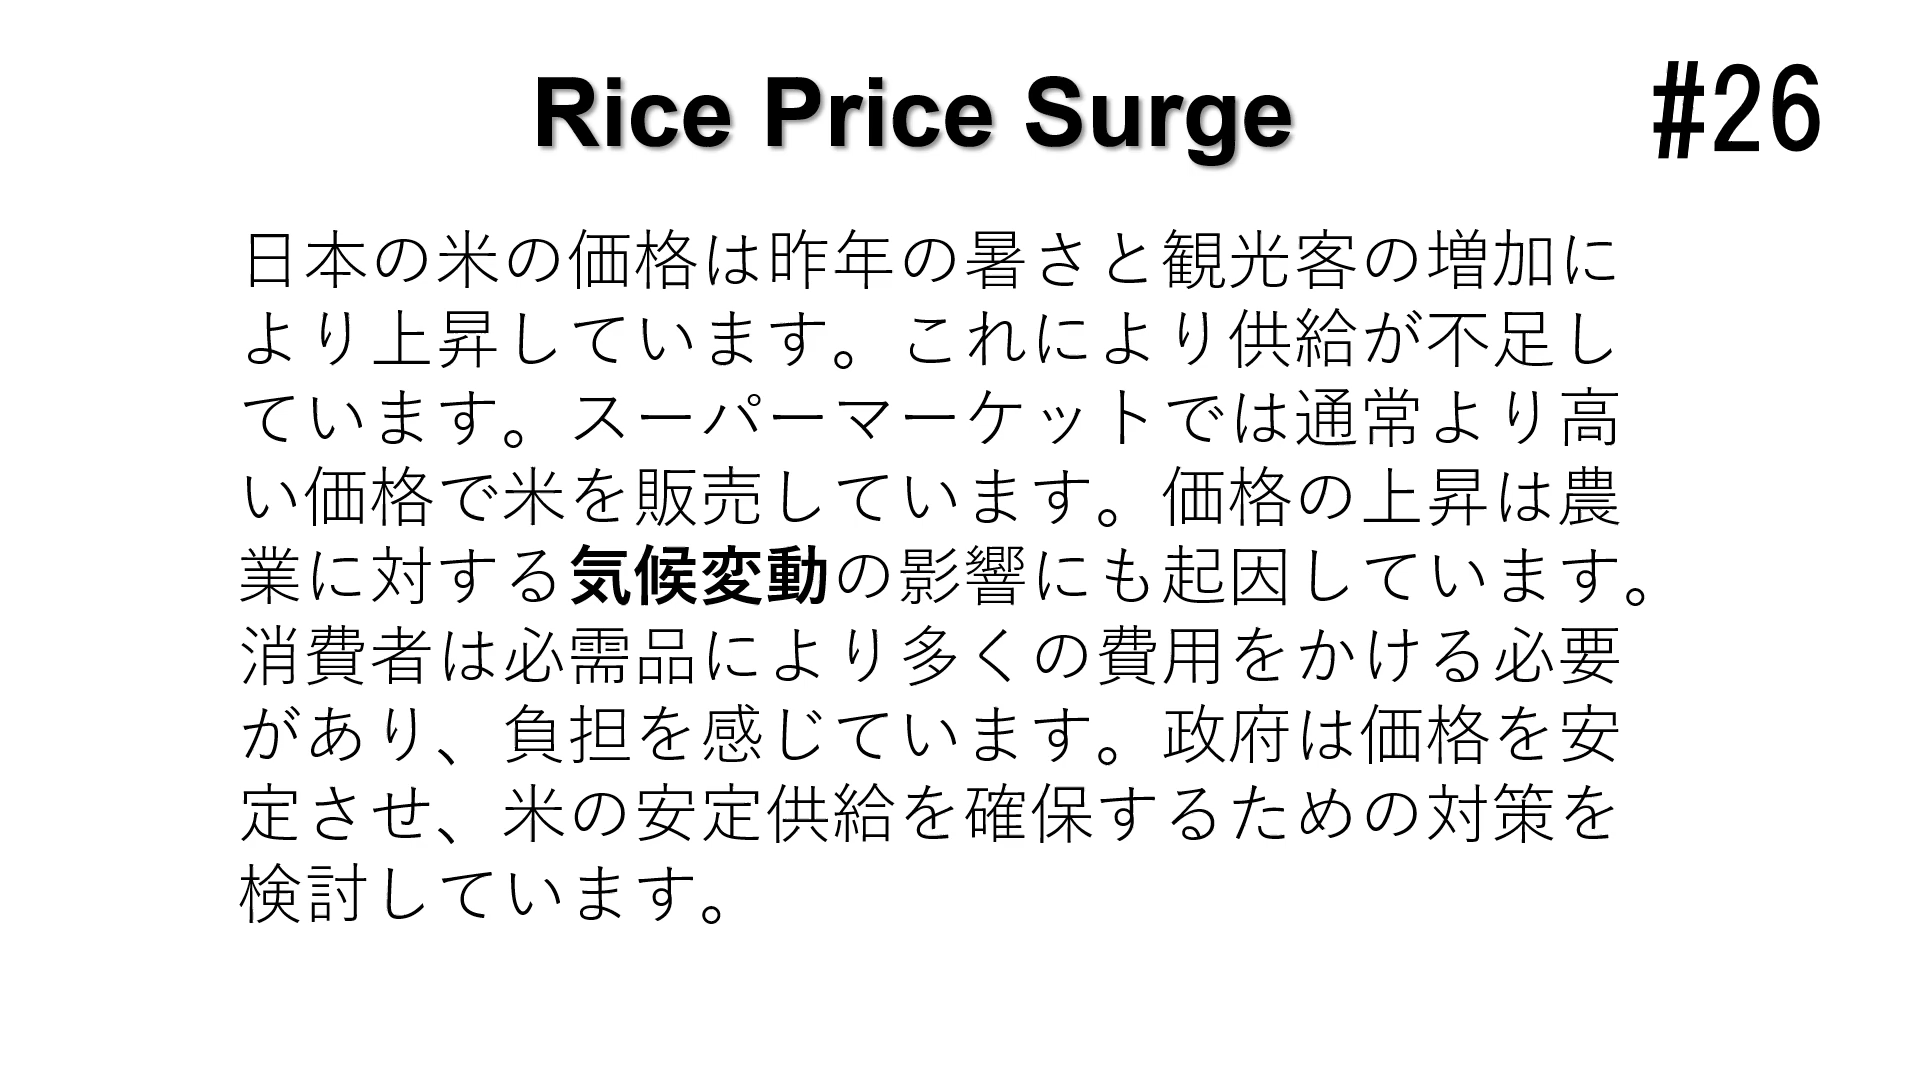 Rice Price Surge
#26
日本の米の価格は昨年の暑さと観光客の増加に
より上昇しています。これにより供給が不足し
ています。スーパーマーケットでは通常より高
い価格で米を販売しています。価格の上昇は農
業に対する気候変動の影響にも起因しています。
消費者は必需品により多くの費用をかける必要
があり、負担を感じています。政府は価格を安
定させ、米の安定供給を確保するための対策を
検討しています。